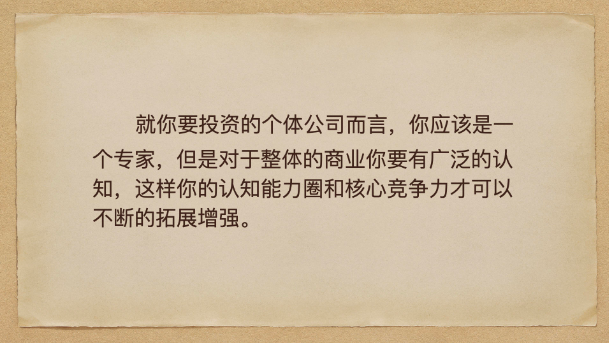 就你要投资的个体公司而言，你应该是一
个专家，但是对于整体的商业你要有广泛的认
知，这样你的认知能力圈和核心竞争力才可以
不断的拓展增强。